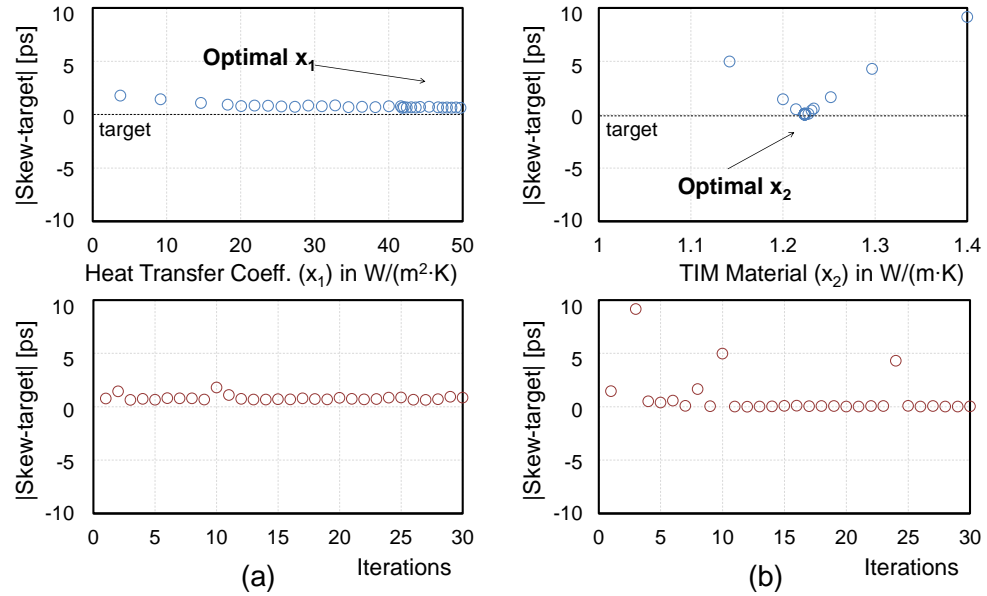 |Skew-target| [ps]
10
5
0
-5
-10
Optimal x1
target
0 10 20 30 40 50
Heat Transfer Coeff. (x1) in W/(m²·K)
|Skew-target| [ps]
10
5
0
-5
-10
target
Optimal x2
1 1.1 1.2 1.3 1.4
TIM Material (x2) in W/(m·K)
|Skew-target| [ps]
10
5
0
-5
-10
0 5 10 15 20 25 30
Iterations
(a)
|Skew-target| [ps]
10
5
0
-5
-10
0 5 10 15 20 25 30
Iterations
(b)